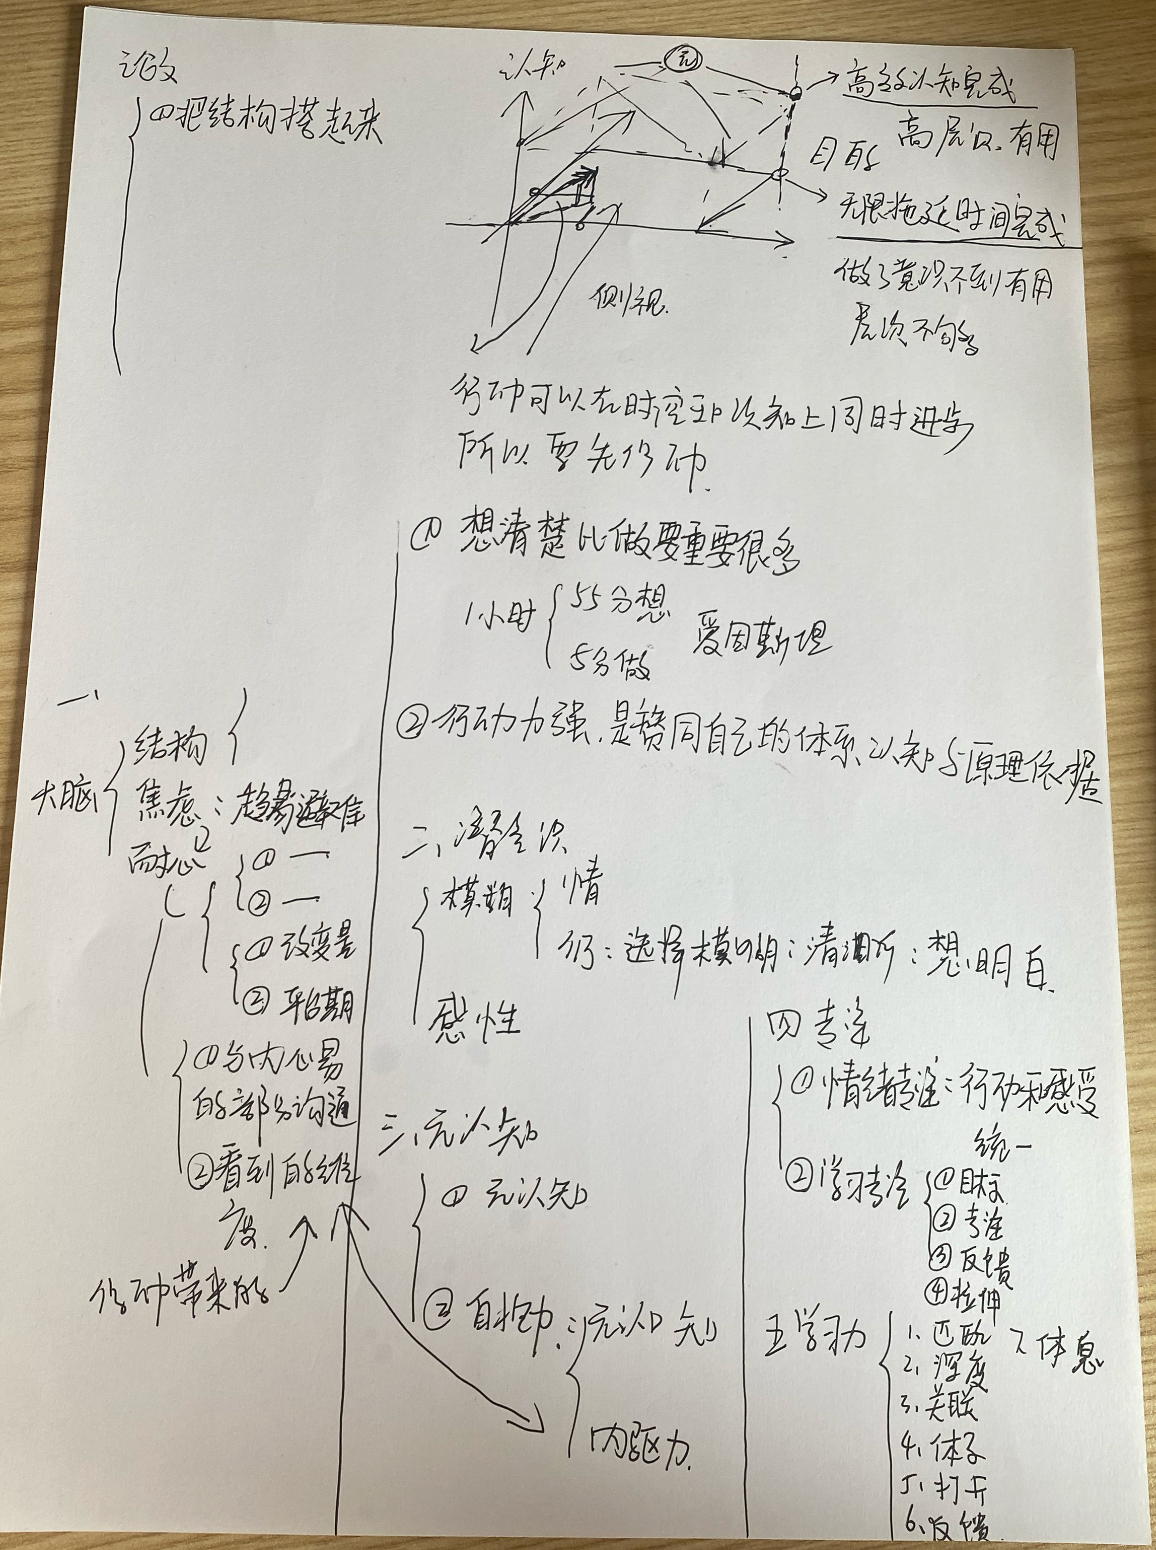 ①把结构搭起来
认知
元
高效认知完成
高层次、有用
目的
无限拖延时间完成
做了意识不到有用
层次不够
侧视
行动可以在时空和认知上同时进步
所以要先行动.
① 想清楚比做要重要很多
1小时
55分想
5分做
爱因斯坦
②行动力强.是赞同自己的体系认知与原理依据
一、
大脑
结构
焦虑:趋易避难
耐心
① 一
② 一
①改变量
②平台期
①与内心易
的部分沟通
②看到的维
度.
行动带来的
二、潜意识
模糊
情
行:选择模糊:清晰:想明白.
感性
三、元认知
① 元认知
② 自控力:元认知
内驱力.
四 专注
①情绪专注:行动和感受
统一
②学习专注
①目标
②专注
③反馈
④拉伸
五 学习力
1. 匹配
2、深度
3、关联
4、体系
5、打开
6、反馈
7、休息